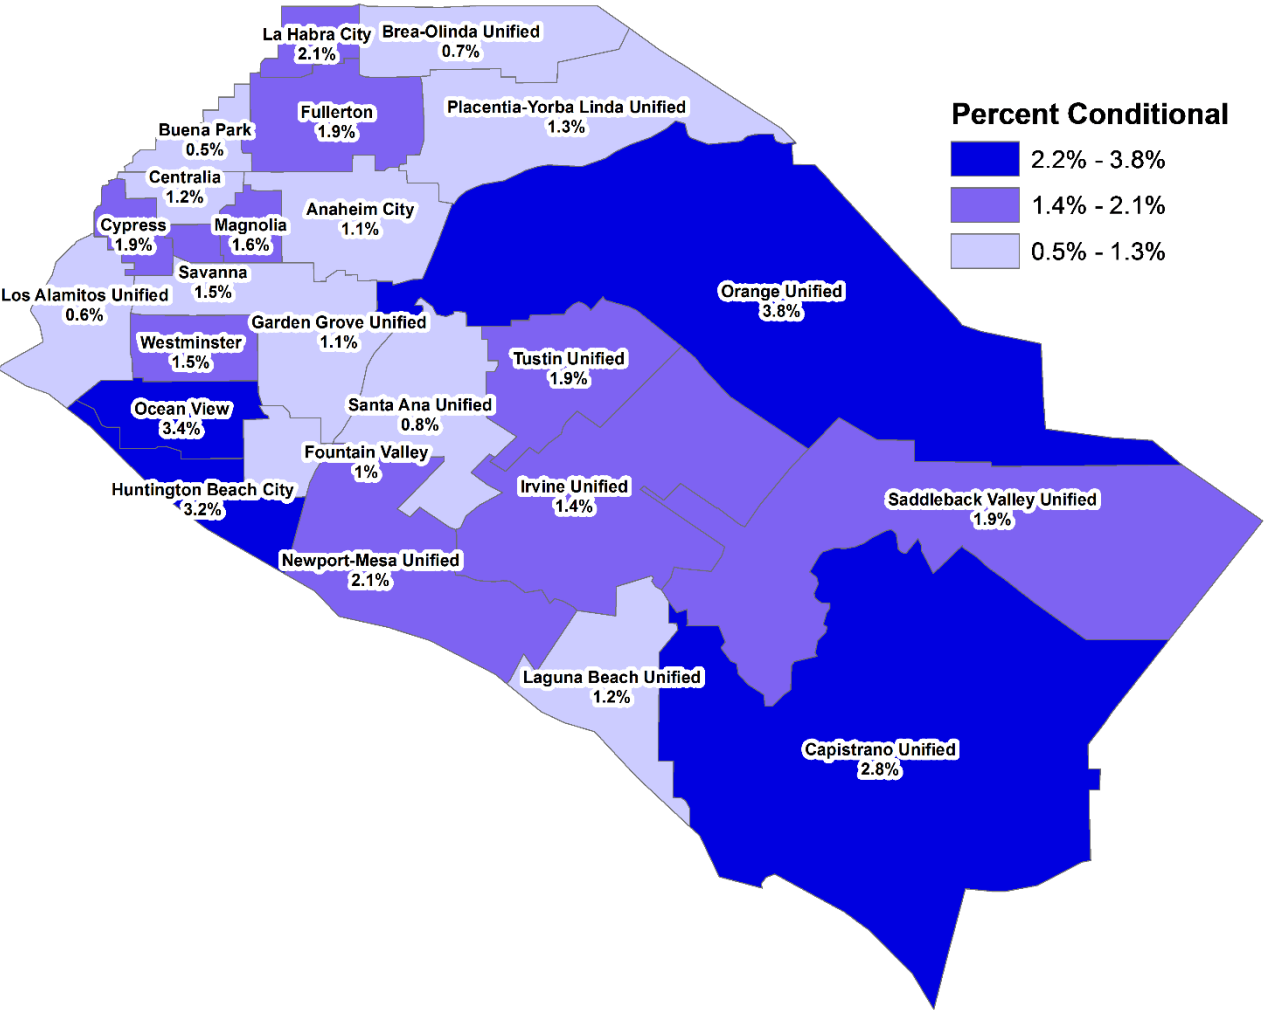 La Habra City
2.1%
Brea-Olinda Unified
0.7%
Fullerton
1.9%
Placentia-Yorba Linda Unified
1.3%
Percent Conditional
2.2% - 3.8%
1.4% - 2.1%
0.5% - 1.3%
Buena Park
0.5%
Centralia
1.2%
Anaheim City
1.1%
Cypress
1.9%
Magnolia
1.6%
Savanna
1.5%
Los Alamitos Unified
0.6%
Orange Unified
3.8%
Garden Grove Unified
1.1%
Westminster
1.5%
Tustin Unified
1.9%
Ocean View
3.4%
Santa Ana Unified
0.8%
Fountain Valley
1%
Huntington Beach City
3.2%
Irvine Unified
1.4%
Saddleback Valley Unified
1.9%
Newport-Mesa Unified
2.1%
Laguna Beach Unified
1.2%
Capistrano Unified
2.8%